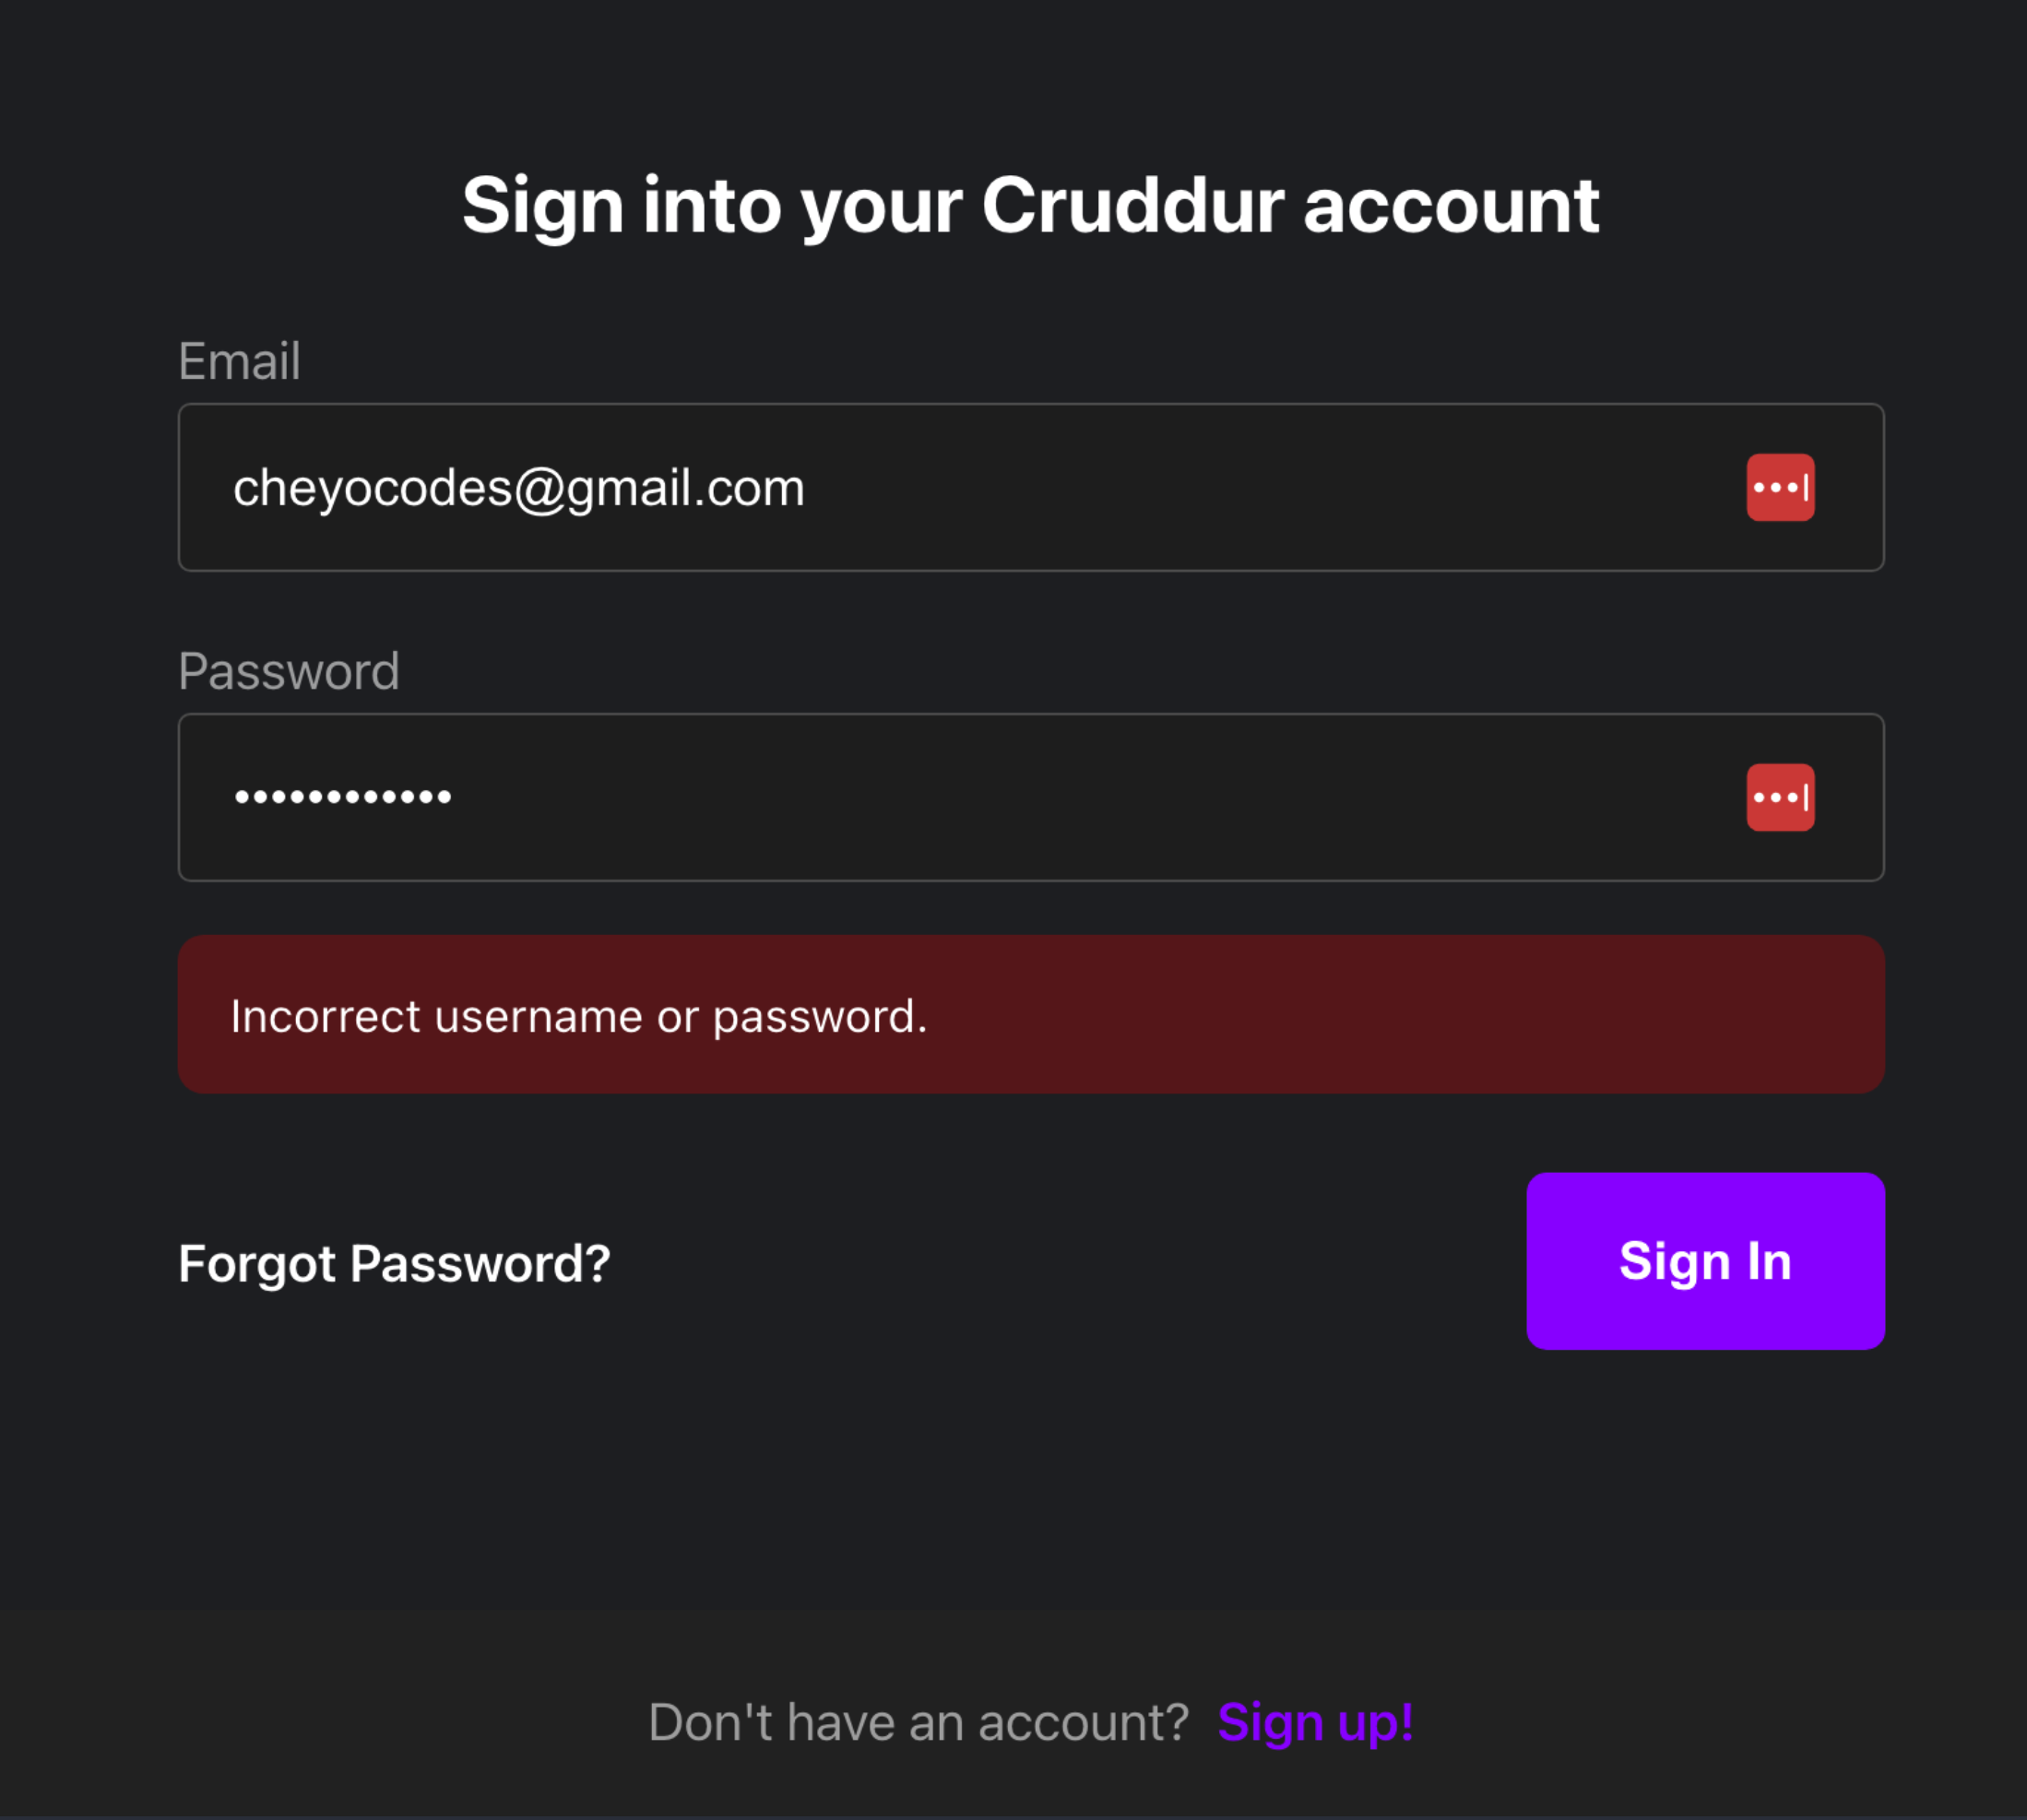 Sign into your Cruddur account
Email
cheyocodes@gmail.com
Password
••••••••••••
Incorrect username or password.
Forgot Password?
Sign In
Don't have an account? Sign up!